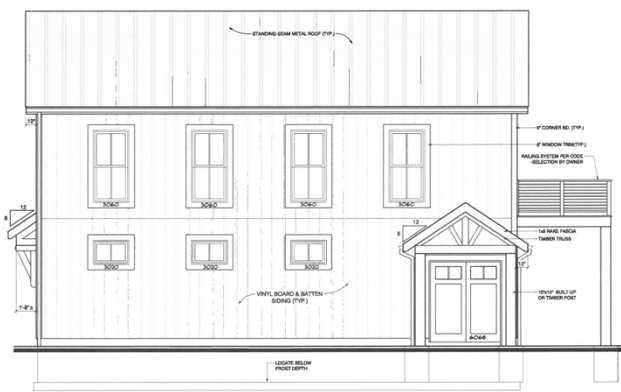 STANDING SEAM METAL ROOF (TYP.)
12"
6" CORNER BD. (TYP.)
6" WINDOW TRIM(TYP.)
RAILING SYSTEM PER CODE
-SELECTION BY OWNER
3060
3060
3060
3060
12
8
12
8
1x8 RAKE FASCIA
TIMBER TRUSS
3020
3020
3020
12"
VINYL BOARD & BATTEN
SIDING (TYP.)
10"x10" BUILT-UP
OR TIMBER POST
1'-8"±
6068
LOCATE BELOW
FROST DEPTH